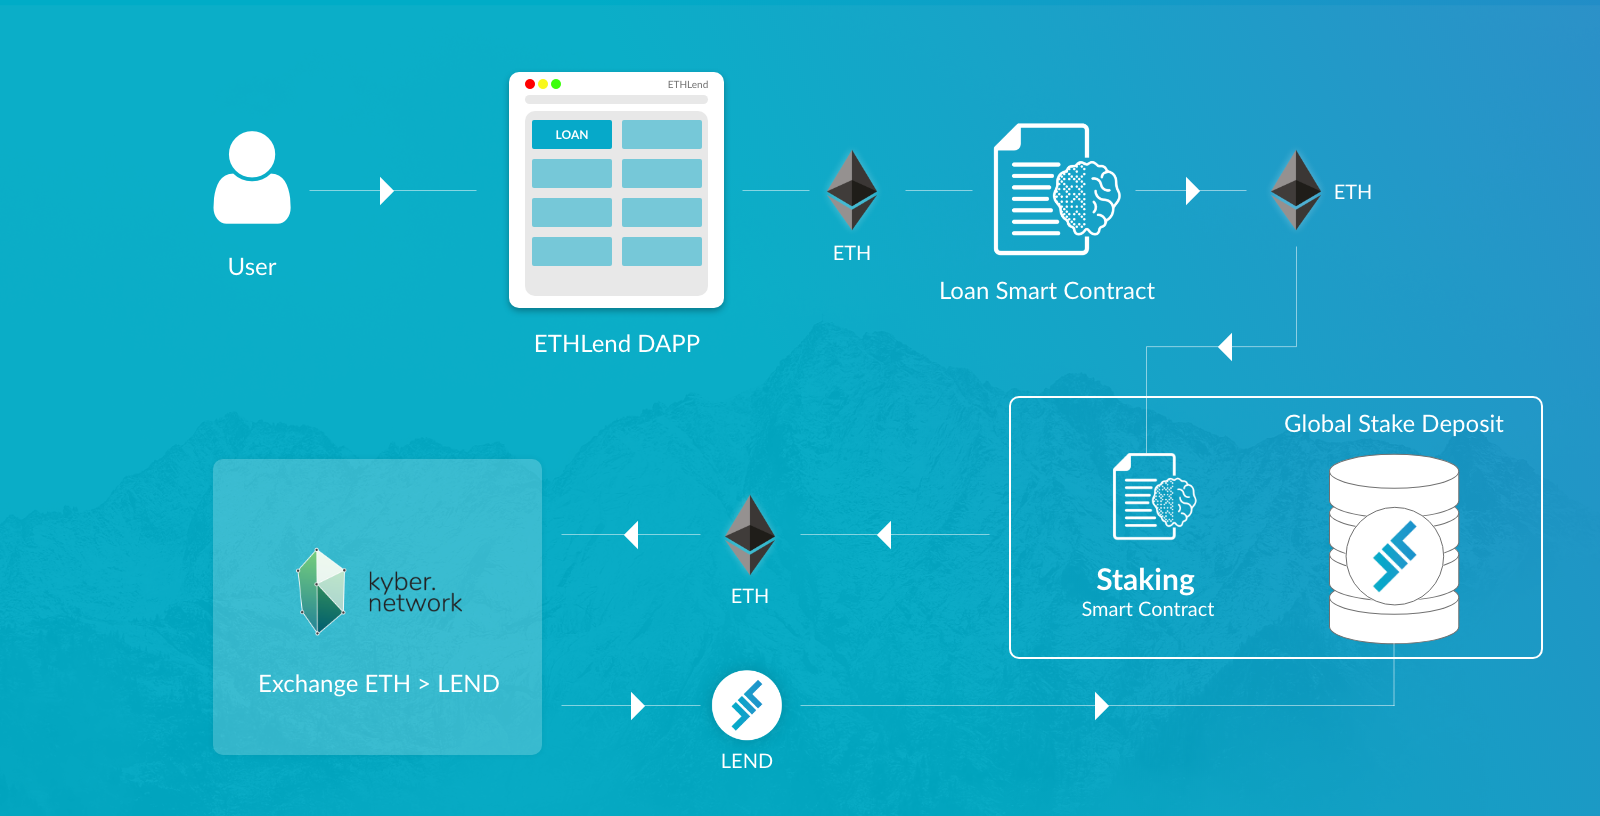 ETHLend
LOAN
User
ETHLend DAPP
ETH
Loan Smart Contract
ETH
Global Stake Deposit
Staking
Smart Contract
ETH
kyber.
network
Exchange ETH > LEND
LEND